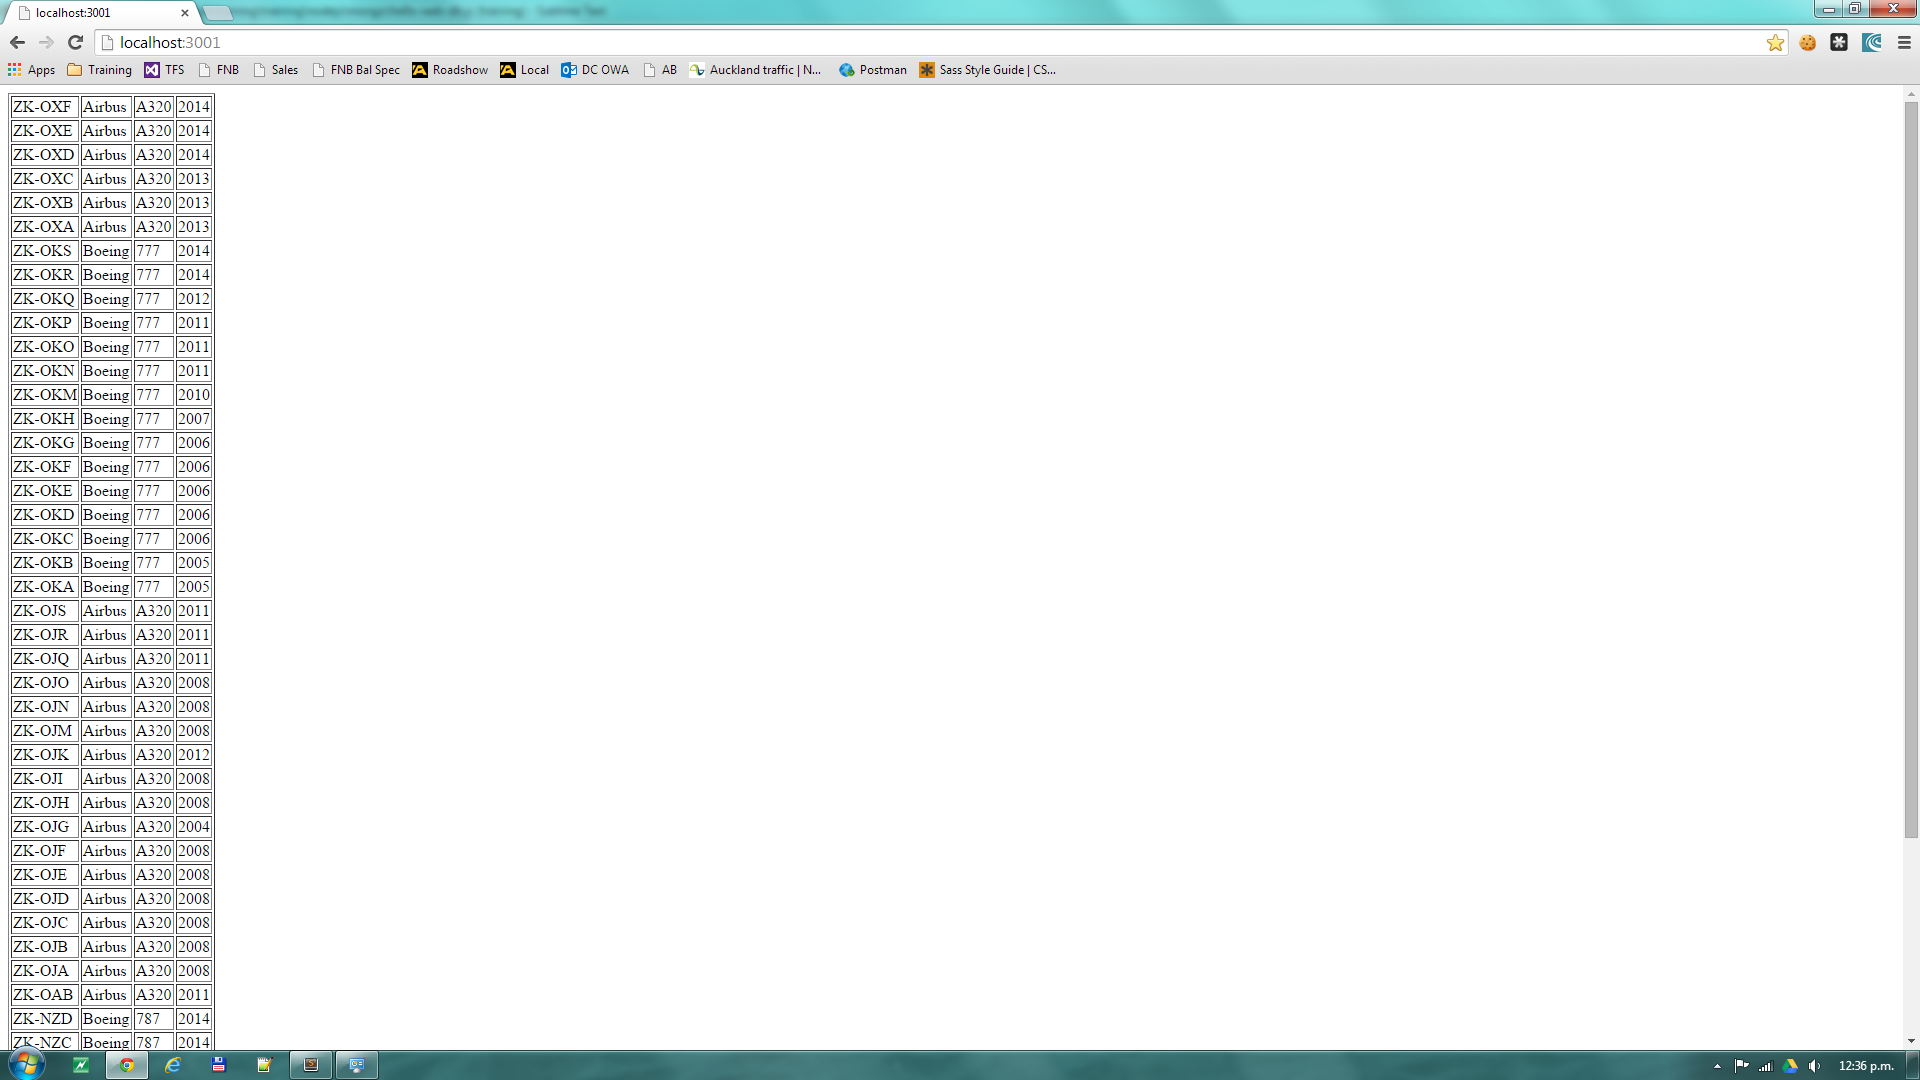 localhost:3001
localhost:3001
Apps Training TFS FNB Sales FNB Bal Spec Roadshow Local DC OWA AB Auckland traffic | N... Postman Sass Style Guide | CS...
ZK-OXF Airbus A320 2014
ZK-OXE Airbus A320 2014
ZK-OXD Airbus A320 2014
ZK-OXC Airbus A320 2013
ZK-OXB Airbus A320 2013
ZK-OXA Airbus A320 2013
ZK-OKS Boeing 777 2014
ZK-OKR Boeing 777 2014
ZK-OKQ Boeing 777 2012
ZK-OKP Boeing 777 2011
ZK-OKO Boeing 777 2011
ZK-OKN Boeing 777 2011
ZK-OKM Boeing 777 2010
ZK-OKH Boeing 777 2007
ZK-OKG Boeing 777 2006
ZK-OKF Boeing 777 2006
ZK-OKE Boeing 777 2006
ZK-OKD Boeing 777 2006
ZK-OKC Boeing 777 2006
ZK-OKB Boeing 777 2005
ZK-OKA Boeing 777 2005
ZK-OJS Airbus A320 2011
ZK-OJR Airbus A320 2011
ZK-OJQ Airbus A320 2011
ZK-OJO Airbus A320 2008
ZK-OJN Airbus A320 2008
ZK-OJM Airbus A320 2008
ZK-OJK Airbus A320 2012
ZK-OJI Airbus A320 2008
ZK-OJH Airbus A320 2008
ZK-OJG Airbus A320 2004
ZK-OJF Airbus A320 2008
ZK-OJE Airbus A320 2008
ZK-OJD Airbus A320 2008
ZK-OJC Airbus A320 2008
ZK-OJB Airbus A320 2008
ZK-OJA Airbus A320 2008
ZK-OAB Airbus A320 2011
ZK-NZD Boeing 787 2014
ZK-NZC Boeing 787 2014
12:36 p.m.